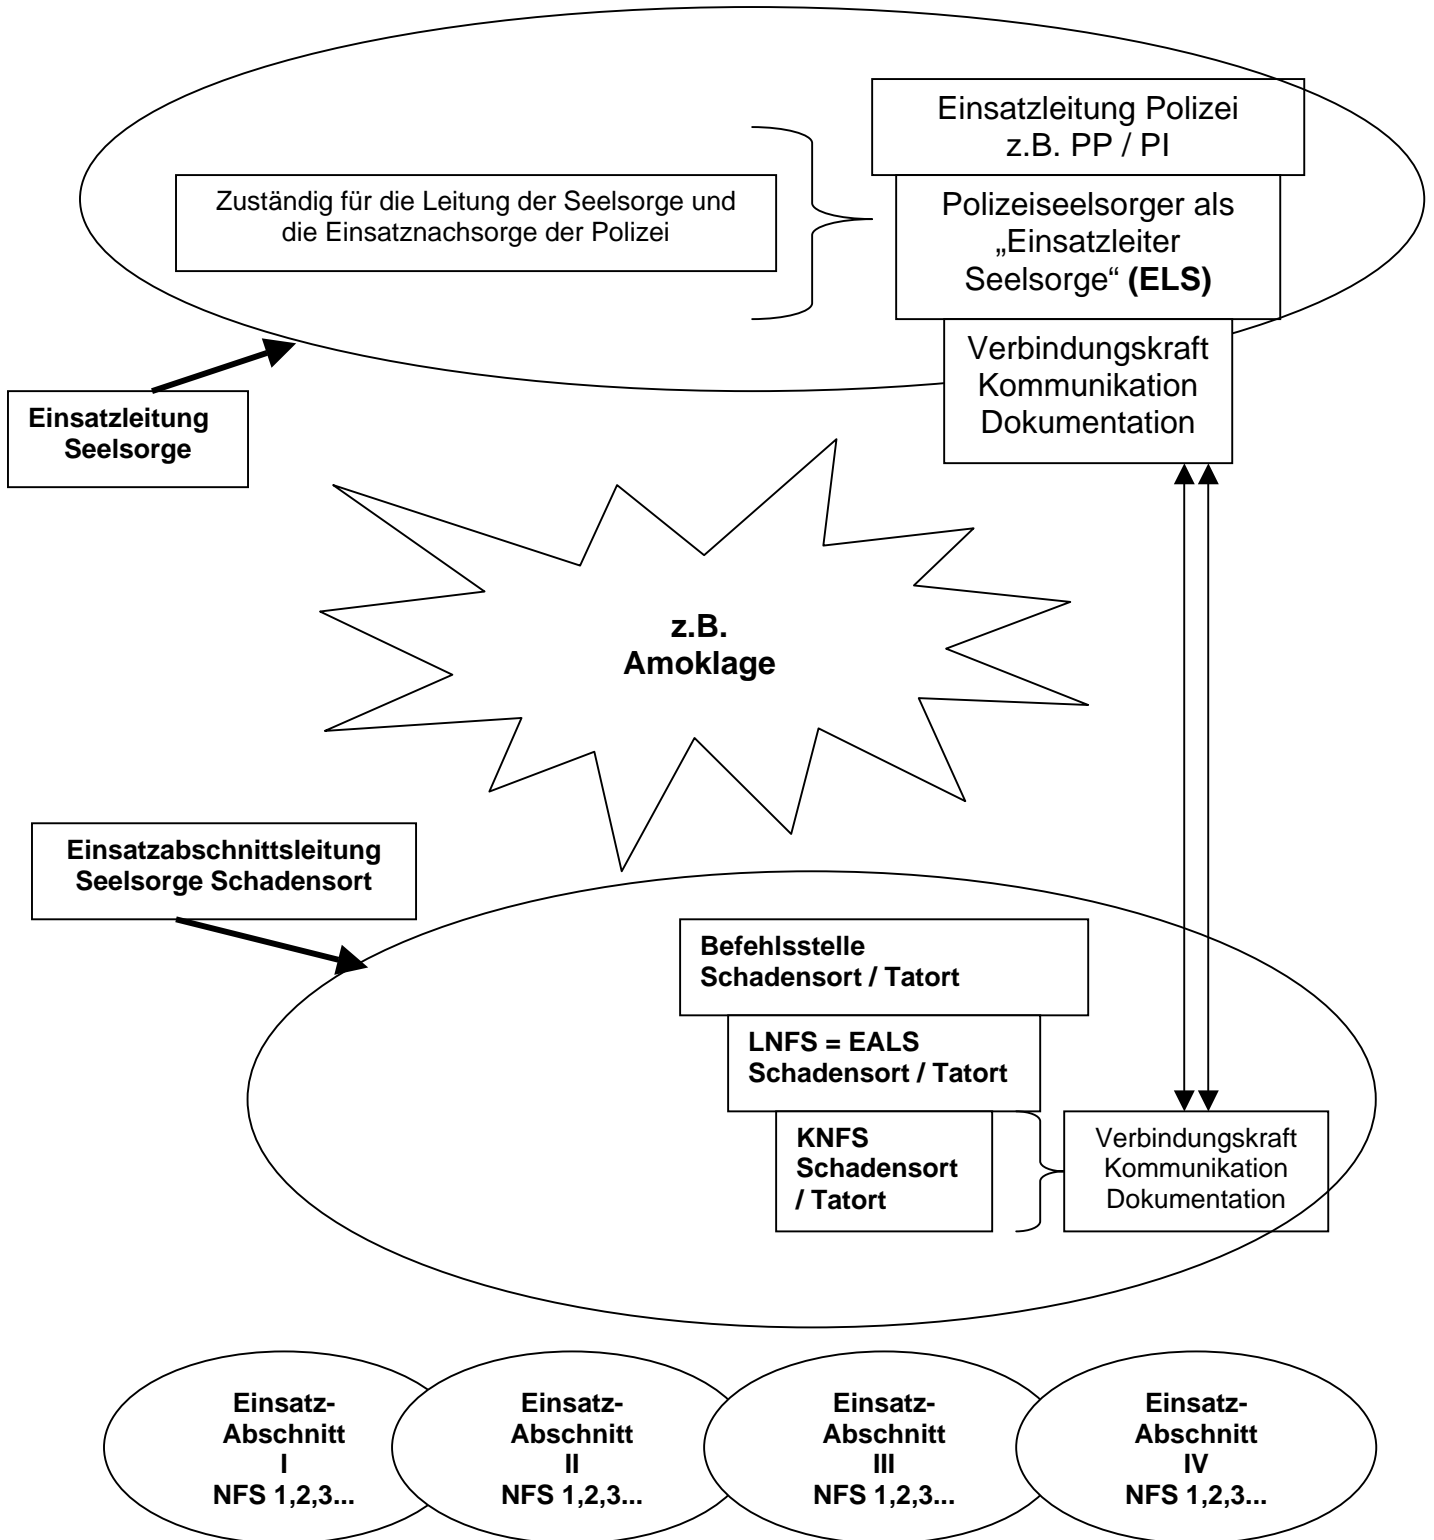 Einsatzleitung Polizei
z.B. PP / PI
Zuständig für die Leitung der Seelsorge und
die Einsatznachsorge der Polizei
Polizeiseelsorger als
„Einsatzleiter
Seelsorge“ (ELS)
Verbindungskraft
Kommunikation
Dokumentation
Einsatzleitung
Seelsorge
z.B.
Amoklage
Einsatzabschnittsleitung
Seelsorge Schadensort
Befehlsstelle
Schadensort / Tatort
LNFS = EALS
Schadensort / Tatort
KNFS
Schadensort
/ Tatort
Verbindungskraft
Kommunikation
Dokumentation
Einsatz-
Abschnitt
I
NFS 1,2,3...
Einsatz-
Abschnitt
II
NFS 1,2,3...
Einsatz-
Abschnitt
III
NFS 1,2,3...
Einsatz-
Abschnitt
IV
NFS 1,2,3...